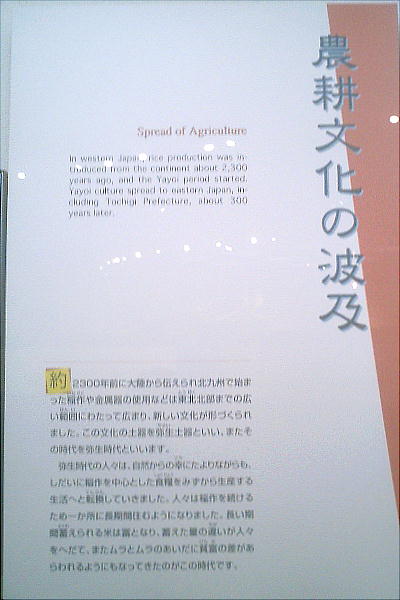 農耕文化の波及
Spread of Agriculture
In western Japan, rice production was in-
troduced from the continent about 2,300
years ago, and the Yayoi period started.
Yayoi culture spread to eastern Japan, in-
cluding Tochigi Prefecture, about 300
years later.
約2300年前に大陸から伝えられ北九州で始ま
った稲作や金属器の使用などは東北北部までの広
い範囲にわたって広まり、新しい文化が形づくられ
ました。この文化の土器を弥生土器といい、またそ
の時代を弥生時代といいます。
弥生時代の人々は、自然からの幸にたよりながらも、
しだいに稲作を中心とした食糧をみずから生産する
生活へと転換していきました。人々は稲作を続ける
ため一か所に長期間住むようになりました。長い期
間蓄えられる米は富となり、蓄えた量の違いが人々
をへだて、またムラとムラのあいだに貧富の差があ
らわれるようにもなってきたのがこの時代です。